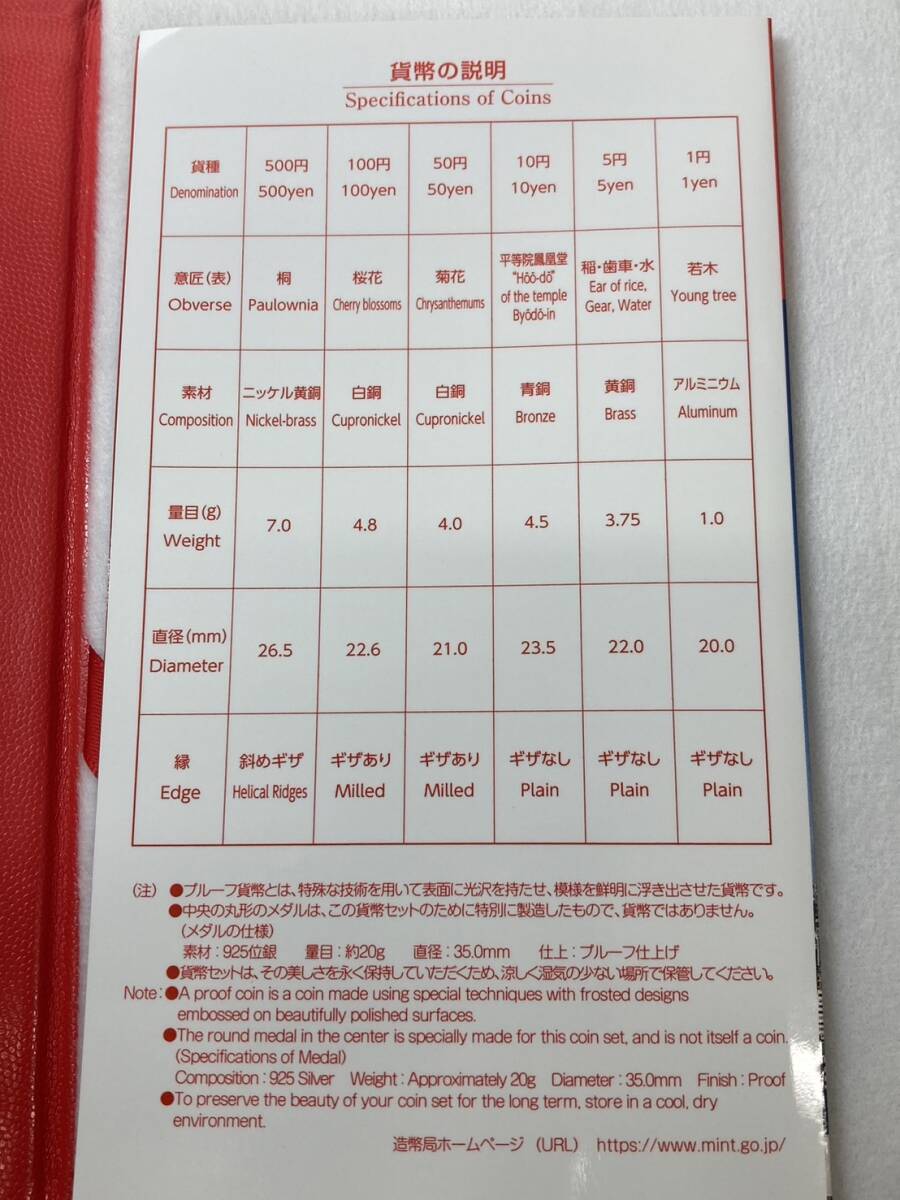 貨幣の説明
Specifications of Coins
貨種 500円 100円 50円 10円 5円 1円
Denomination 500yen 100yen 50yen 10yen 5yen 1yen
意匠(表) 桐 桜花 菊花 平等院鳳凰堂 稲・歯車・水 若木
Obverse Paulownia Cherry blossoms Chrysanthemums "Hôô-dô" Ear of rice, Young tree
of the temple Gear, Water
Byôdô-in
素材 ニッケル黄銅 白銅 白銅 青銅 黄銅 アルミニウム
Composition Nickel-brass Cupronickel Cupronickel Bronze Brass Aluminum
量目(g) 7.0 4.8 4.0 4.5 3.75 1.0
Weight
直径(mm) 26.5 22.6 21.0 23.5 22.0 20.0
Diameter
縁 斜めギザ ギザあり ギザあり ギザなし ギザなし ギザなし
Edge Helical Ridges Milled Milled Plain Plain Plain
(注) ●プルーフ貨幣とは、特殊な技術を用いて表面に光沢を持たせ、模様を鮮明に浮き出させた貨幣です。
●中央の丸形のメダルは、この貨幣セットのために特別に製造したもので、貨幣ではありません。
(メダルの仕様)
素材:925位銀 量目:約20g 直径:35.0mm 仕上:プルーフ仕上げ
●貨幣セットは、その美しさを永く保持していただくため、涼しく湿気の少ない場所で保管してください。
Note:●A proof coin is a coin made using special techniques with frosted designs
embossed on beautifully polished surfaces.
●The round medal in the center is specially made for this coin set, and is not itself a coin.
(Specifications of Medal)
Composition:925 Silver Weight:Approximately 20g Diameter:35.0mm Finish:Proof
●To preserve the beauty of your coin set for the long term, store in a cool, dry
environment.
造幣局ホームページ (URL) https://www.mint.go.jp/